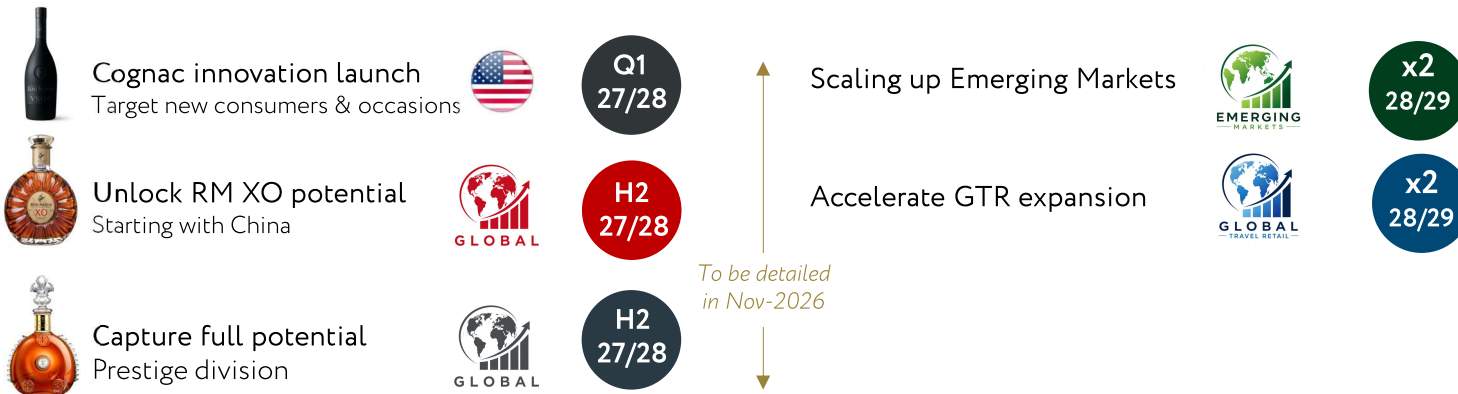 Cognac innovation launch
Target new consumers & occasions
Q1
27/28
Unlock RM XO potential
Starting with China
GLOBAL
H2
27/28
Capture full potential
Prestige division
GLOBAL
H2
27/28
To be detailed
in Nov-2026
Scaling up Emerging Markets
EMERGING
MARKETS
x2
28/29
Accelerate GTR expansion
GLOBAL
TRAVEL RETAIL
x2
28/29
XO